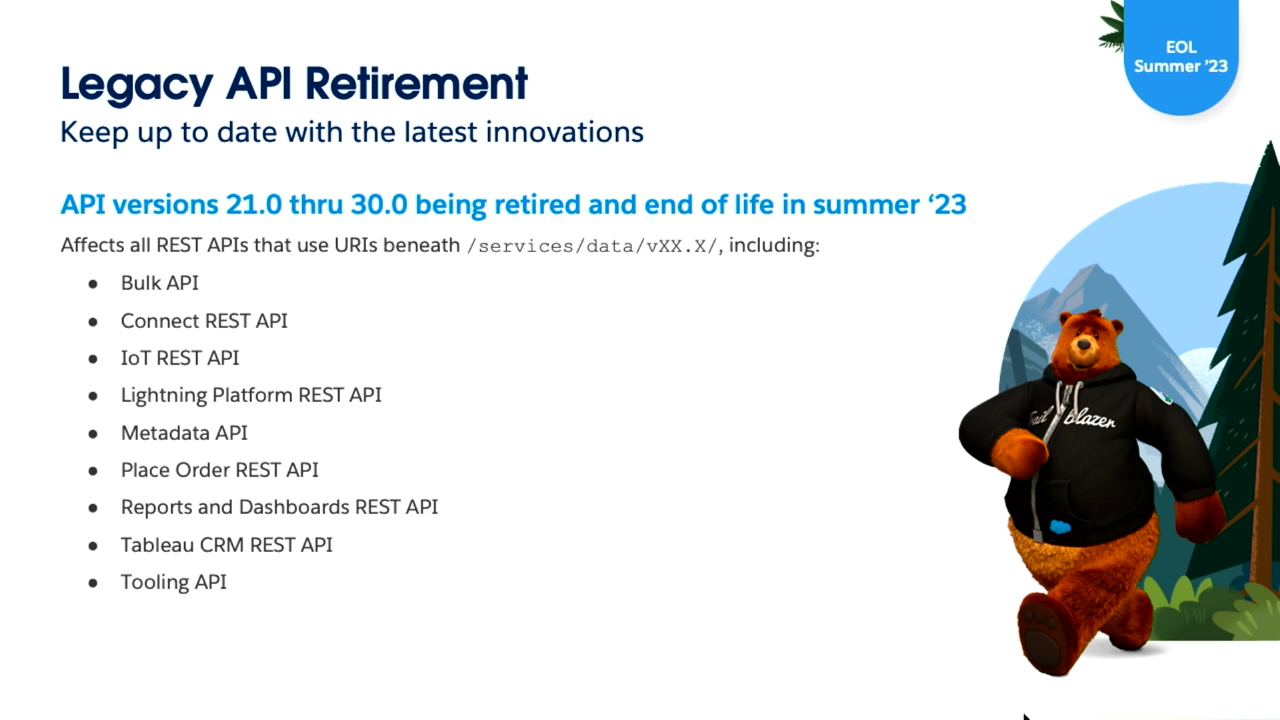 EOL
Summer ’23
Legacy API Retirement
Keep up to date with the latest innovations
API versions 21.0 thru 30.0 being retired and end of life in summer ‘23
Affects all REST APIs that use URIs beneath /services/data/vXX.X/, including:
● Bulk API
● Connect REST API
● IoT REST API
● Lightning Platform REST API
● Metadata API
● Place Order REST API
● Reports and Dashboards REST API
● Tableau CRM REST API
● Tooling API
Trailblazer